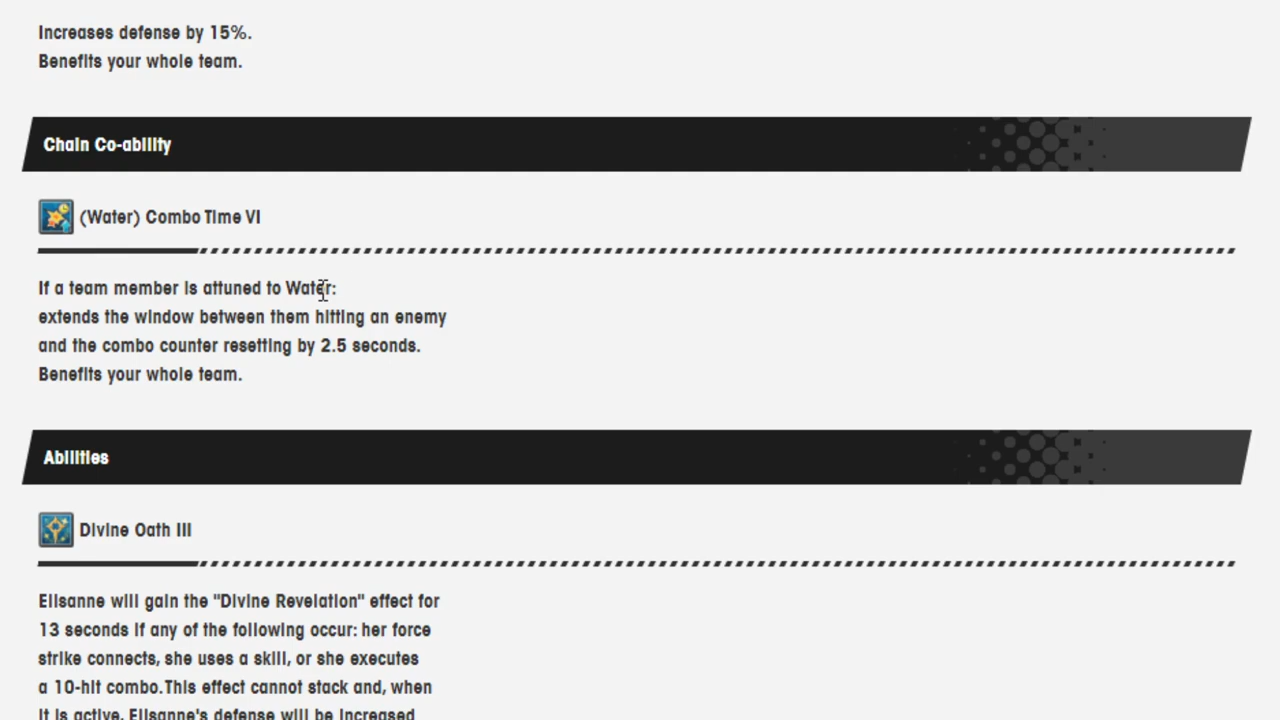 Increases defense by 15%.
Benefits your whole team.
Chain Co-ability
(Water) Combo Time VI
If a team member is attuned to Water:
extends the window between them hitting an enemy
and the combo counter resetting by 2.5 seconds.
Benefits your whole team.
Abilities
Divine Oath III
Elisanne will gain the "Divine Revelation" effect for
13 seconds if any of the following occur: her force
strike connects, she uses a skill, or she executes
a 10-hit combo.This effect cannot stack and, when
it is active, Elisanne's defense will be increased